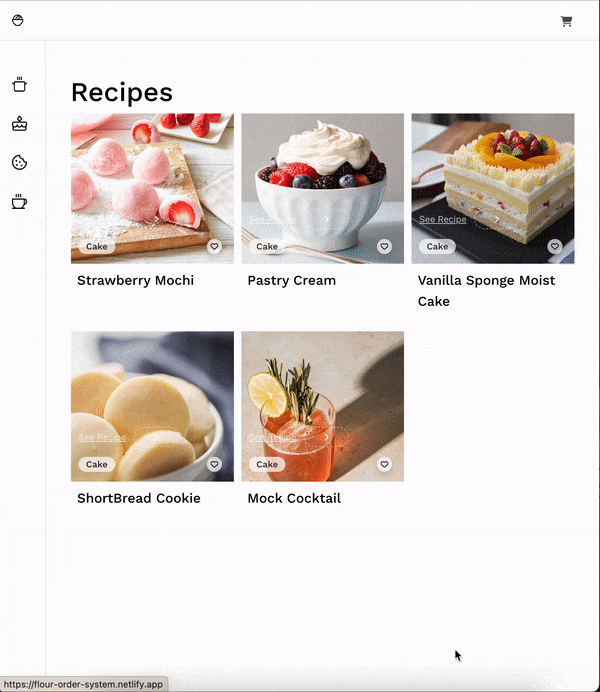 Recipes
See Recipe
See Recipe
Cake
Cake
Cake
Strawberry Mochi
Pastry Cream
Vanilla Sponge Moist
Cake
See Recipe
See Recipe
Cake
Cake
ShortBread Cookie
Mock Cocktail
https://flour-order-system.netlify.app